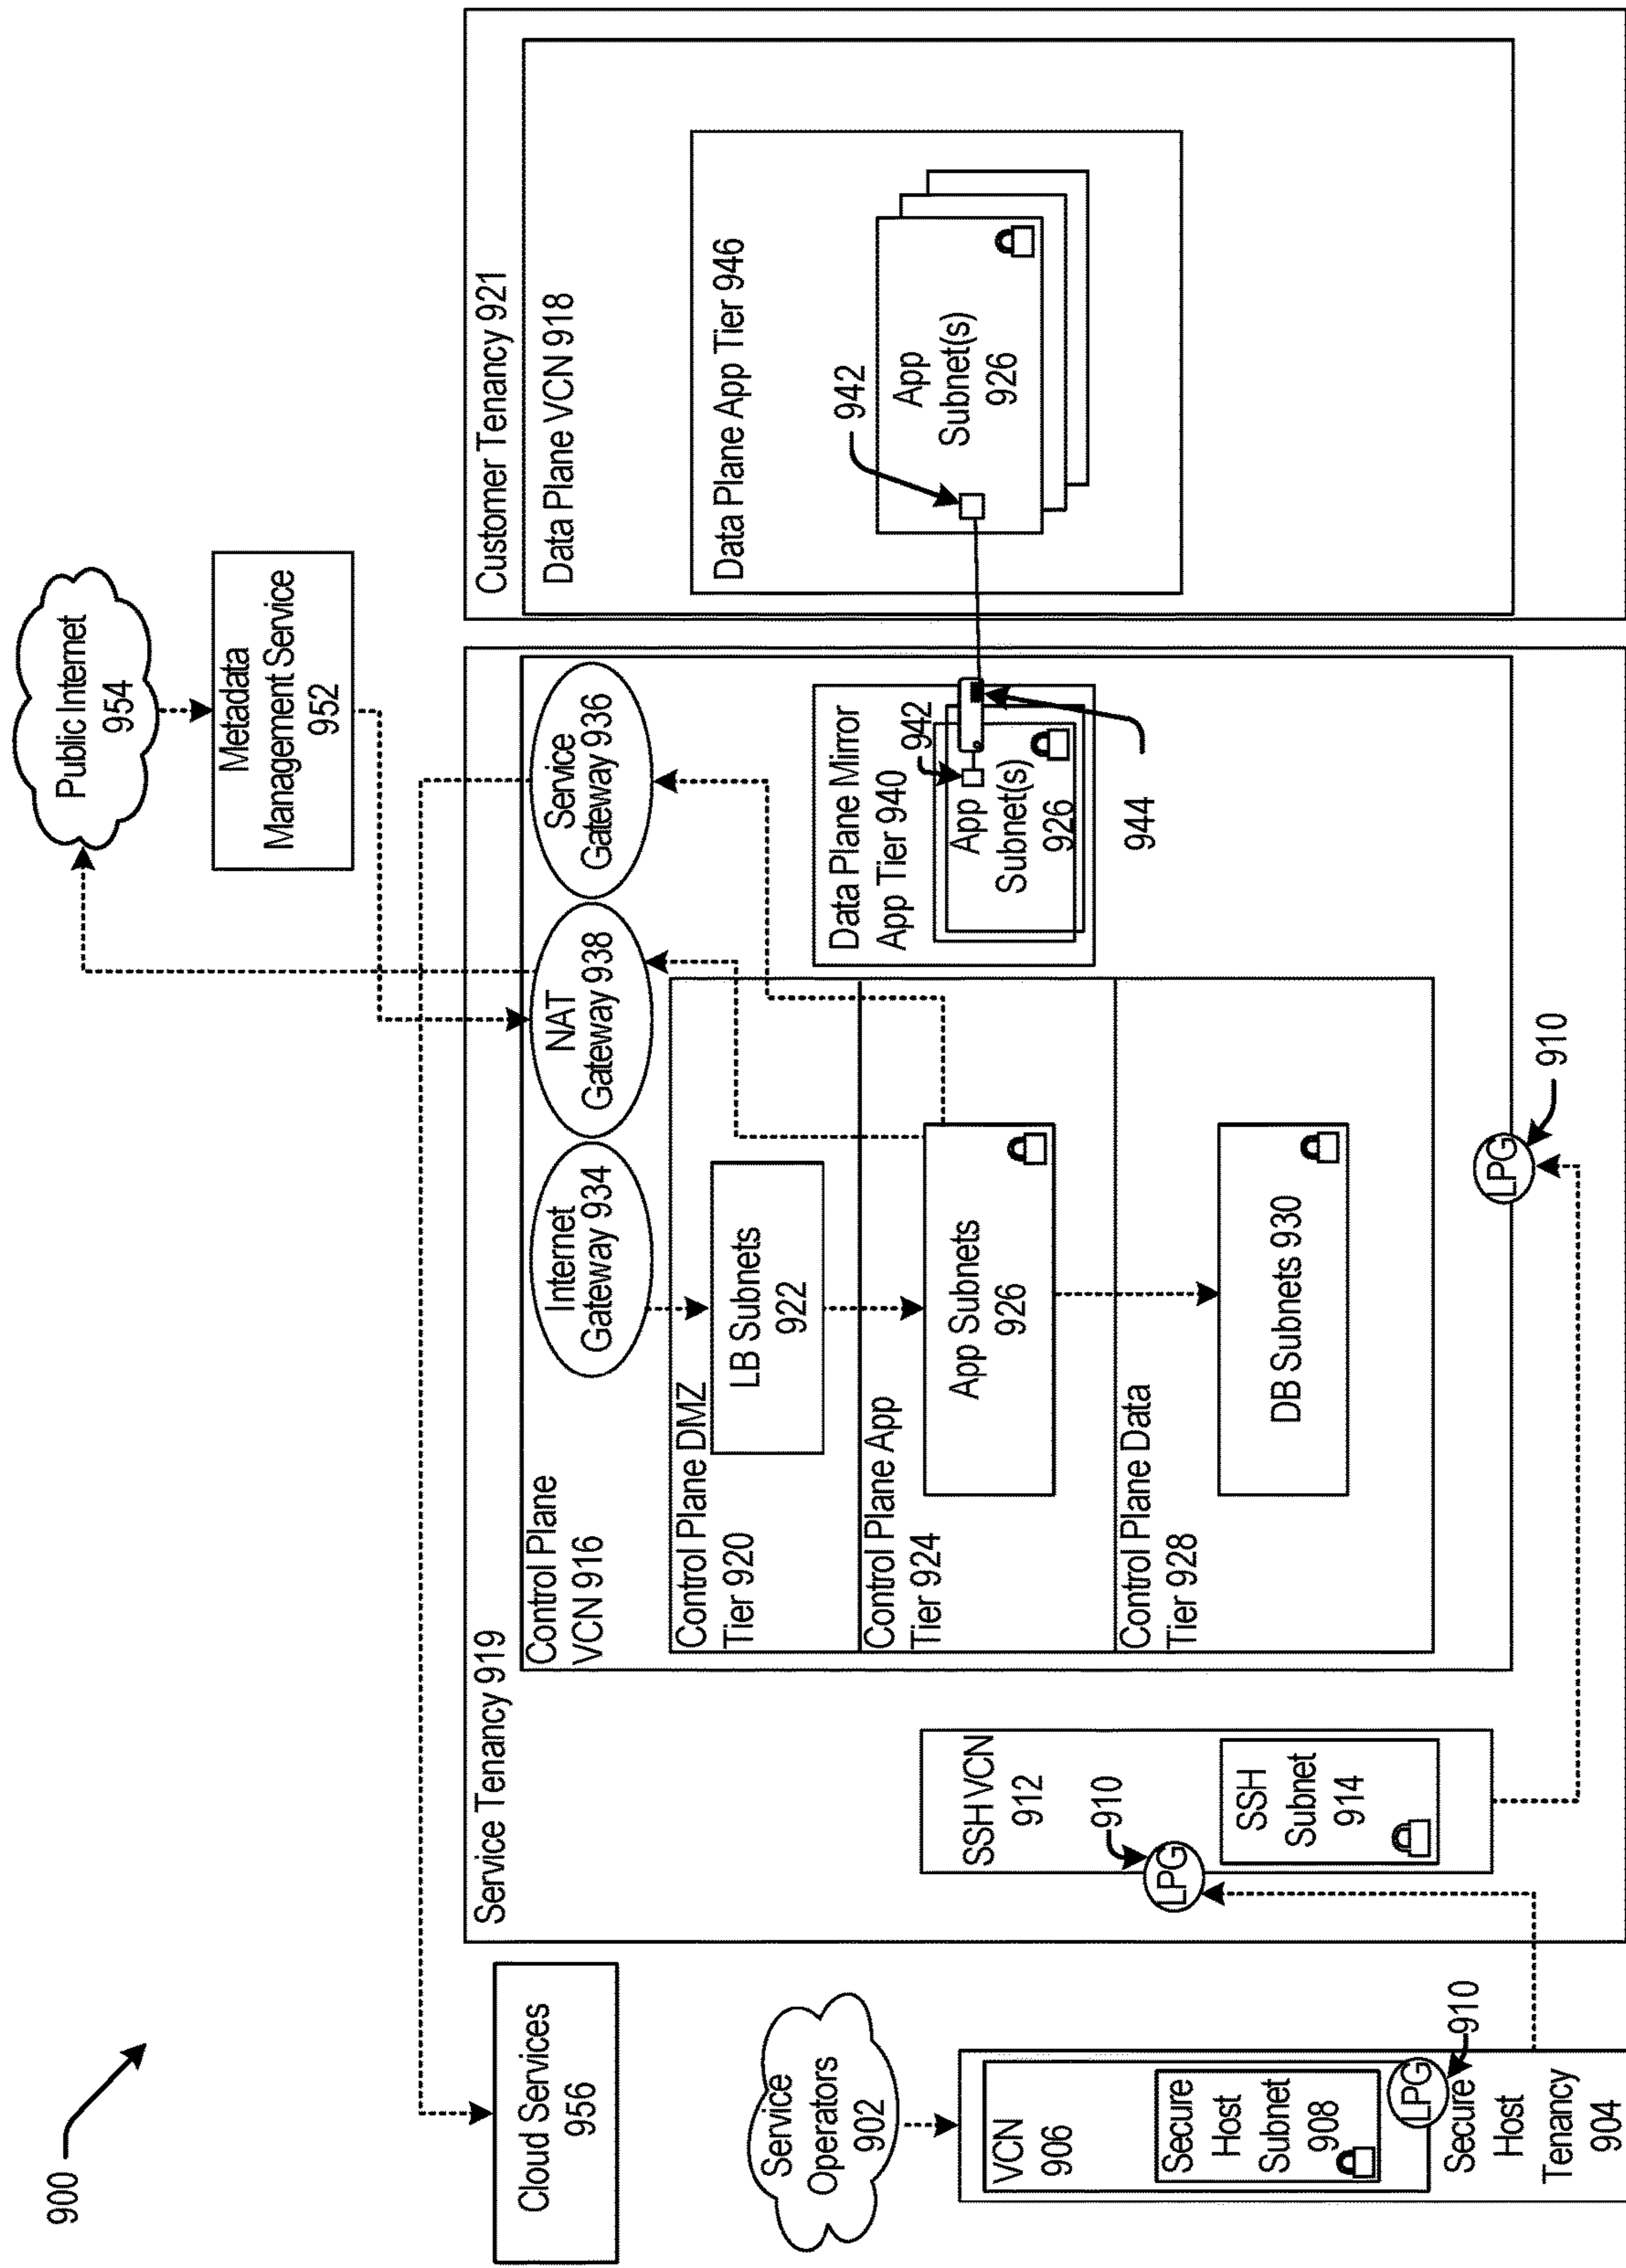 900
Public Internet
954
Metadata
Management Service
952
Cloud Services
956
Service
Operators
902
VCN
906
Secure
Host
Subnet
908
LPG
910
Secure
Host
Tenancy
904
Service Tenancy 919
SSH VCN
912
910
LPG
SSH
Subnet
914
Control Plane
VCN 916
Internet
Gateway 934
NAT
Gateway 938
Service
Gateway 936
Control Plane DMZ
Tier 920
LB Subnets
922
Control Plane App
Tier 924
App Subnets
926
Control Plane Data
Tier 928
DB Subnets 930
LPG
910
Data Plane Mirror
App Tier 940
942
App
Subnet(s)
926
944
Customer Tenancy 921
Data Plane VCN 918
Data Plane App Tier 946
942
App
Subnet(s)
926